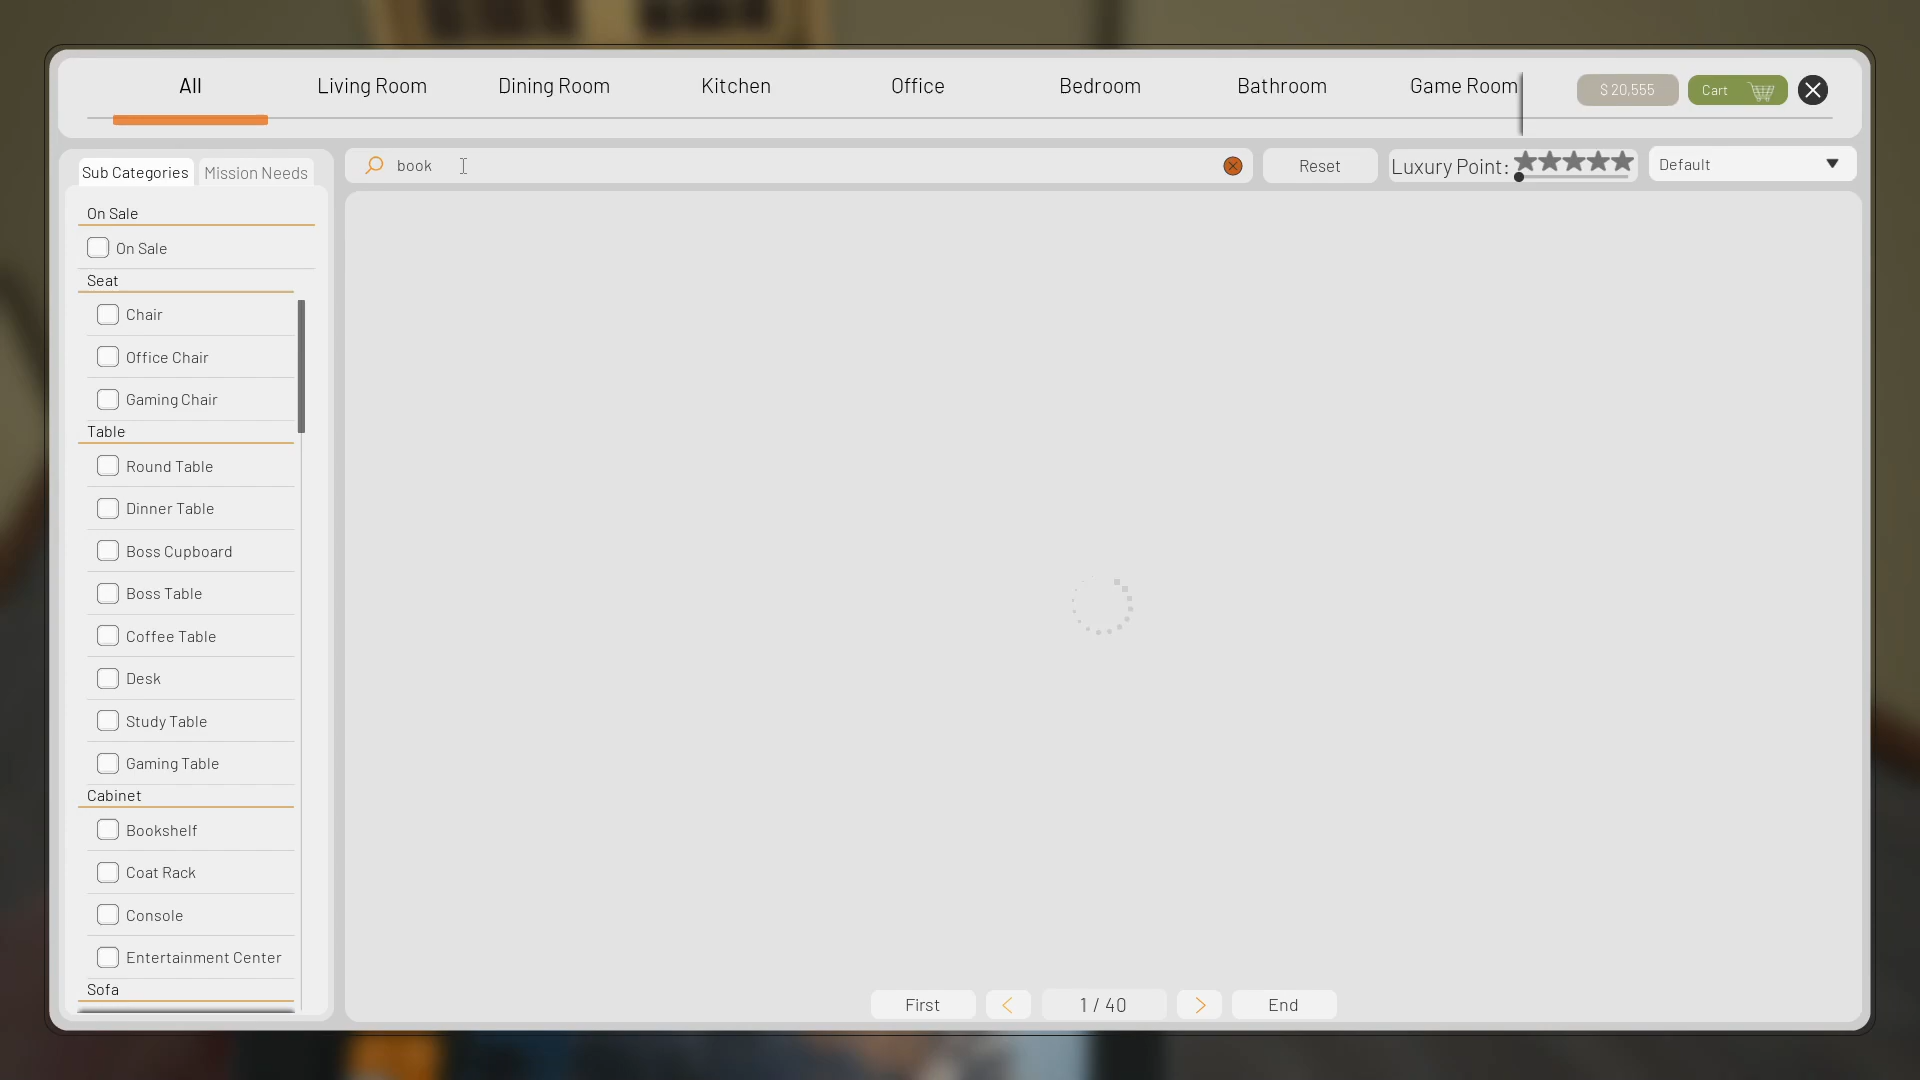 All
Living Room
Dining Room
Kitchen
Office
Bedroom
Bathroom
Game Room
$ 20,555
Cart
Sub Categories
Mission Needs
book
Reset
Luxury Point:
Default
On Sale
On Sale
Seat
Chair
Office Chair
Gaming Chair
Table
Round Table
Dinner Table
Boss Cupboard
Boss Table
Coffee Table
Desk
Study Table
Gaming Table
Cabinet
Bookshelf
Coat Rack
Console
Entertainment Center
Sofa
First
1 / 40
End